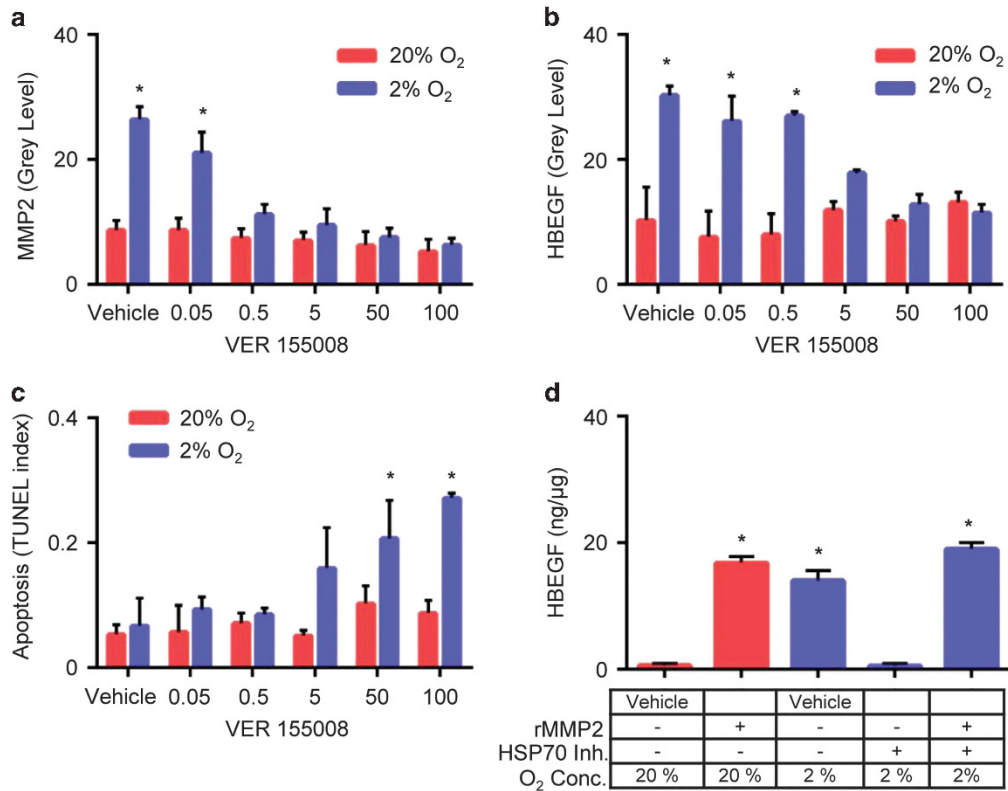 a
MMP2 (Grey Level)
40
20
0
20% O₂
2% O₂
*
*
Vehicle 0.05 0.5 5 50 100
VER 155008
b
HBEGF (Grey Level)
40
20
0
20% O₂
2% O₂
*
*
*
Vehicle 0.05 0.5 5 50 100
VER 155008
c
Apoptosis (TUNEL index)
0.4
0.2
0
20% O₂
2% O₂
*
*
Vehicle 0.05 0.5 5 50 100
VER 155008
d
HBEGF (ng/µg)
40
20
0
*
*
*
Vehicle Vehicle
rMMP2 - + - - +
HSP70 Inh. - - - + +
O₂ Conc. 20 % 20 % 2 % 2 % 2%